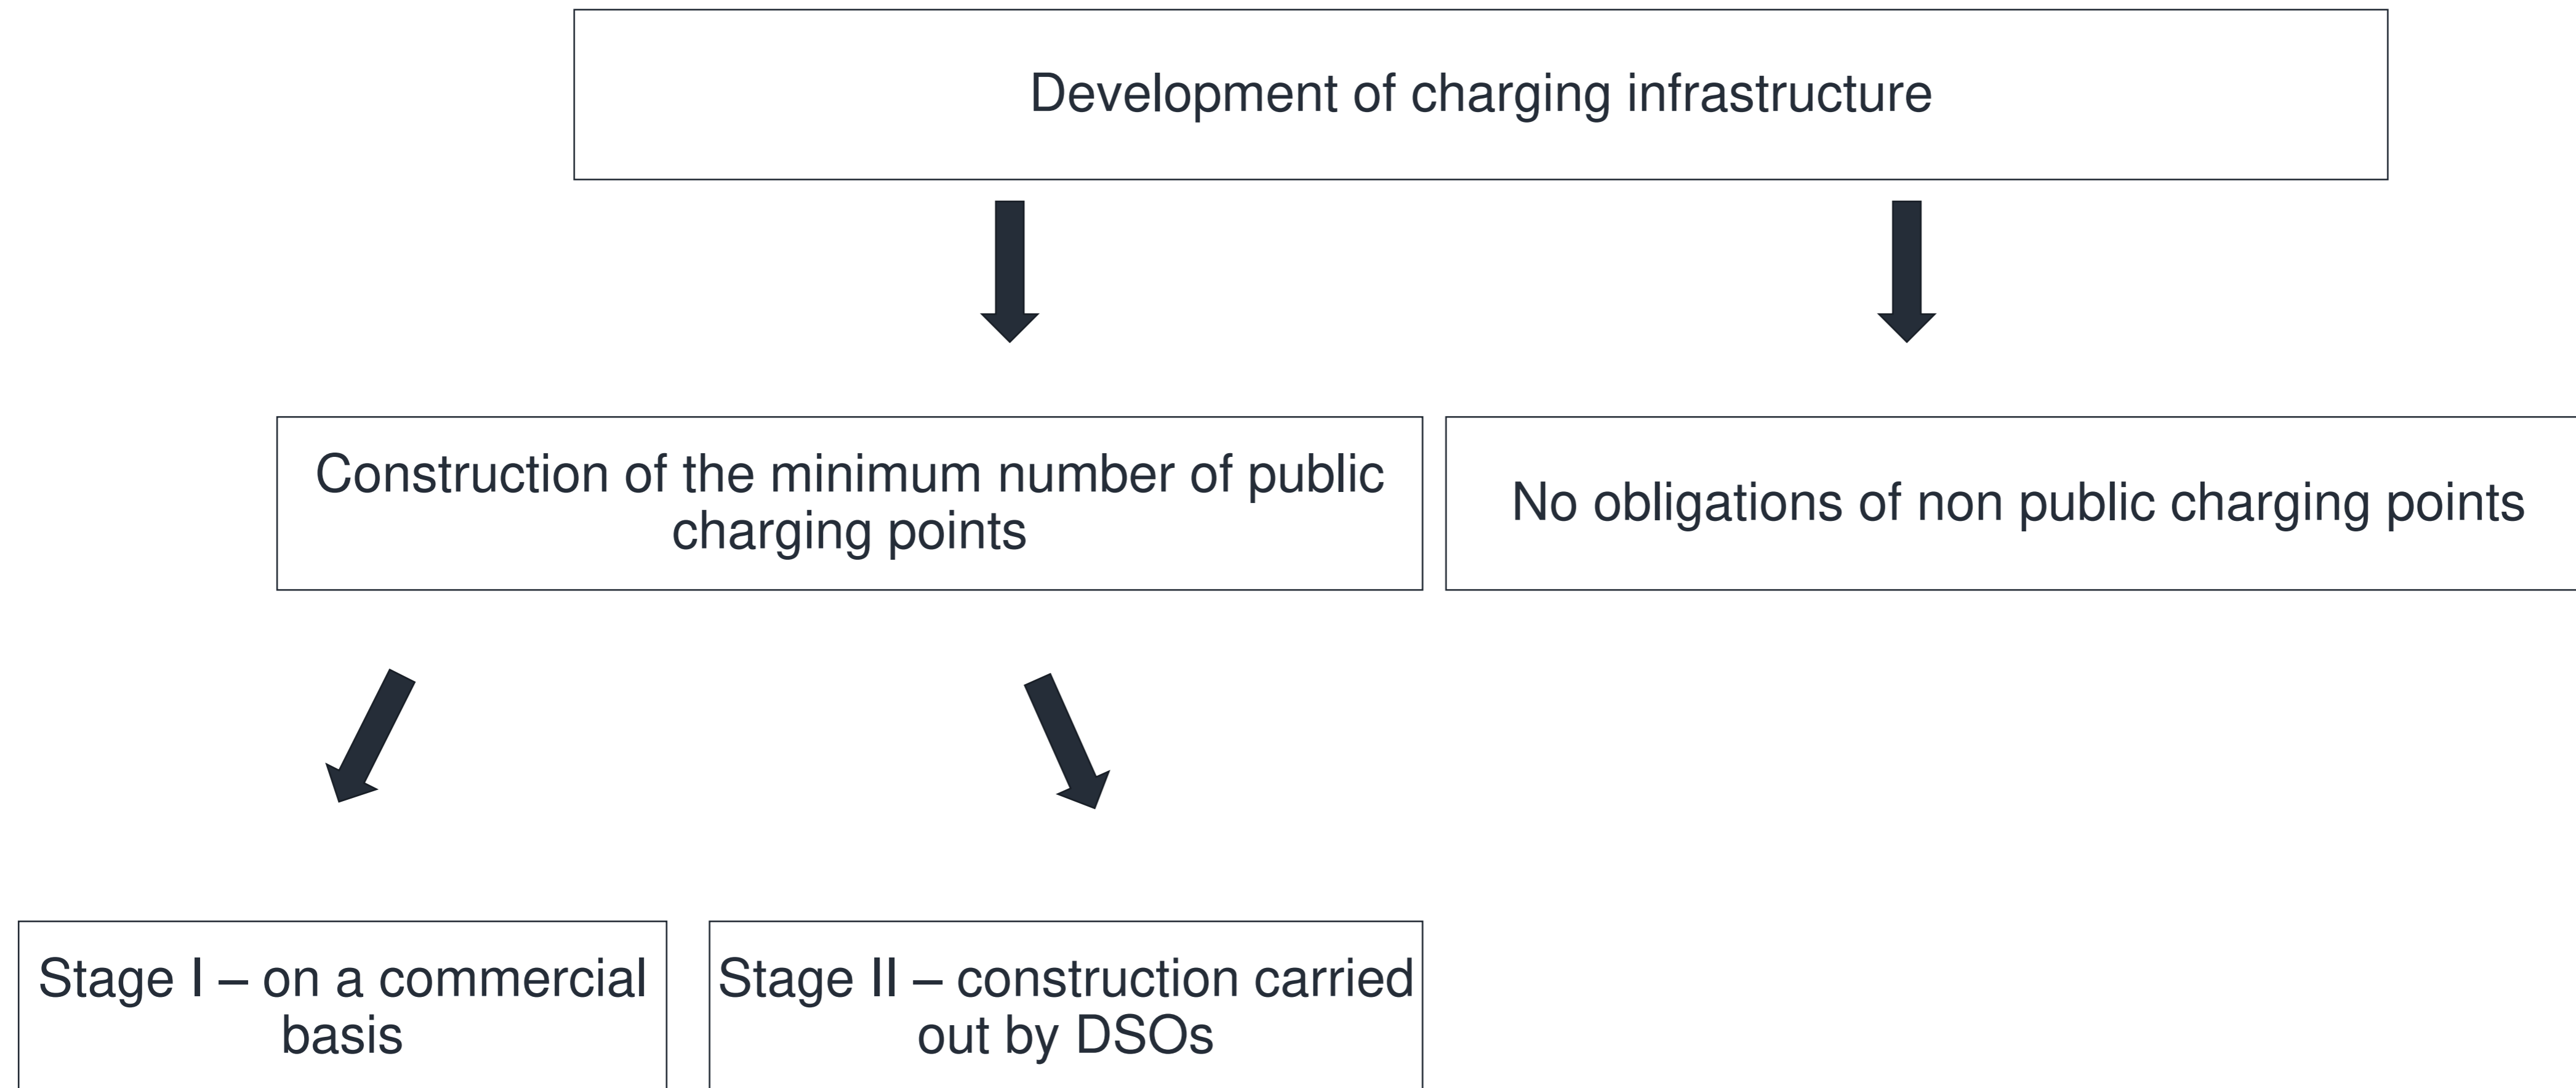 Development of charging infrastructure
Construction of the minimum number of public
charging points
No obligations of non public charging points
Stage I – on a commercial
basis
Stage II – construction carried
out by DSOs